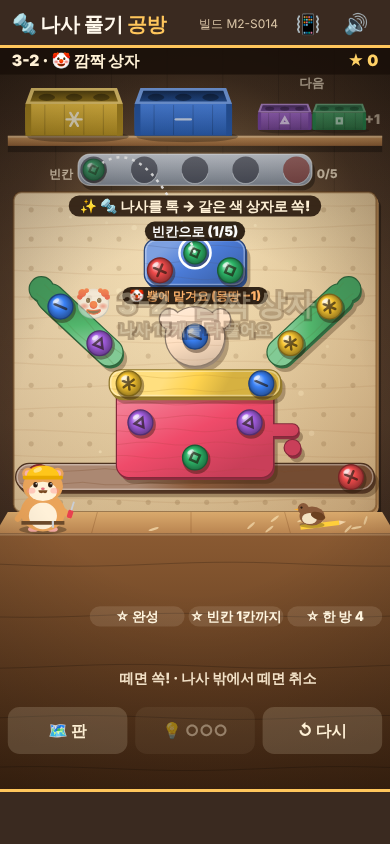 🔩 나사 풀기 공방
빌드 M2-S014
📳
🔊
3-2 · 🤡 깜짝 상자
★ 0
다음
+1
빈칸
0/5
✨ 🔩 나사를 톡 → 같은 색 상자로 쏙!
빈칸으로 (1/5)
☆ 완성
☆ 빈칸 1칸까지
☆ 한 방 4
떼면 쏙! · 나사 밖에서 떼면 취소
🗺️ 판
💡 ○○○
↺ 다시